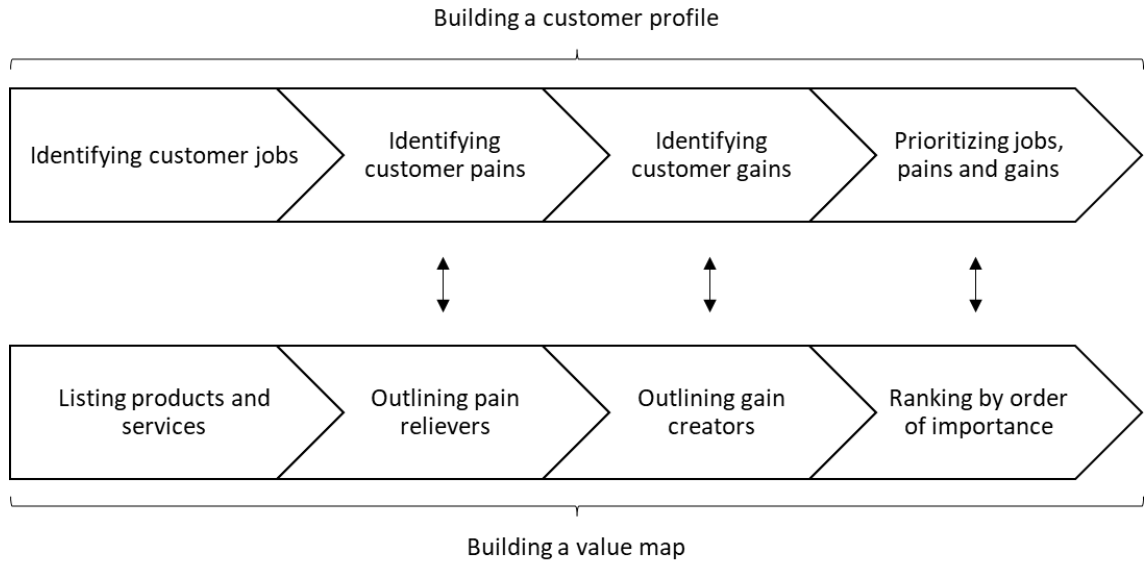 Building a customer profile
Identifying customer jobs
Identifying
customer pains
Identifying
customer gains
Prioritizing jobs,
pains and gains
Listing products and
services
Outlining pain
relievers
Outlining gain
creators
Ranking by order
of importance
Building a value map